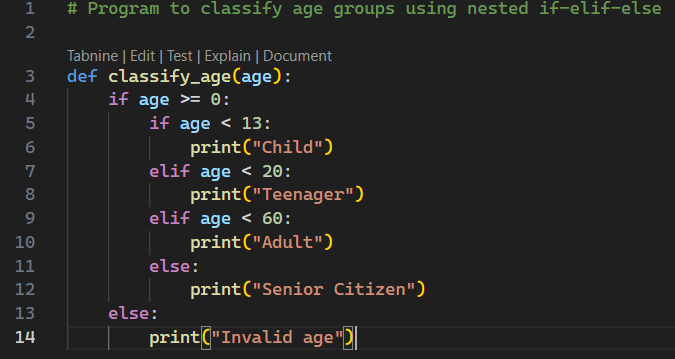 1 # Program to classify age groups using nested if-elif-else
2
Tabnine | Edit | Test | Explain | Document
3 def classify_age(age):
4     if age >= 0:
5         if age < 13:
6             print("Child")
7         elif age < 20:
8             print("Teenager")
9         elif age < 60:
10             print("Adult")
11         else:
12             print("Senior Citizen")
13     else:
14         print("Invalid age")